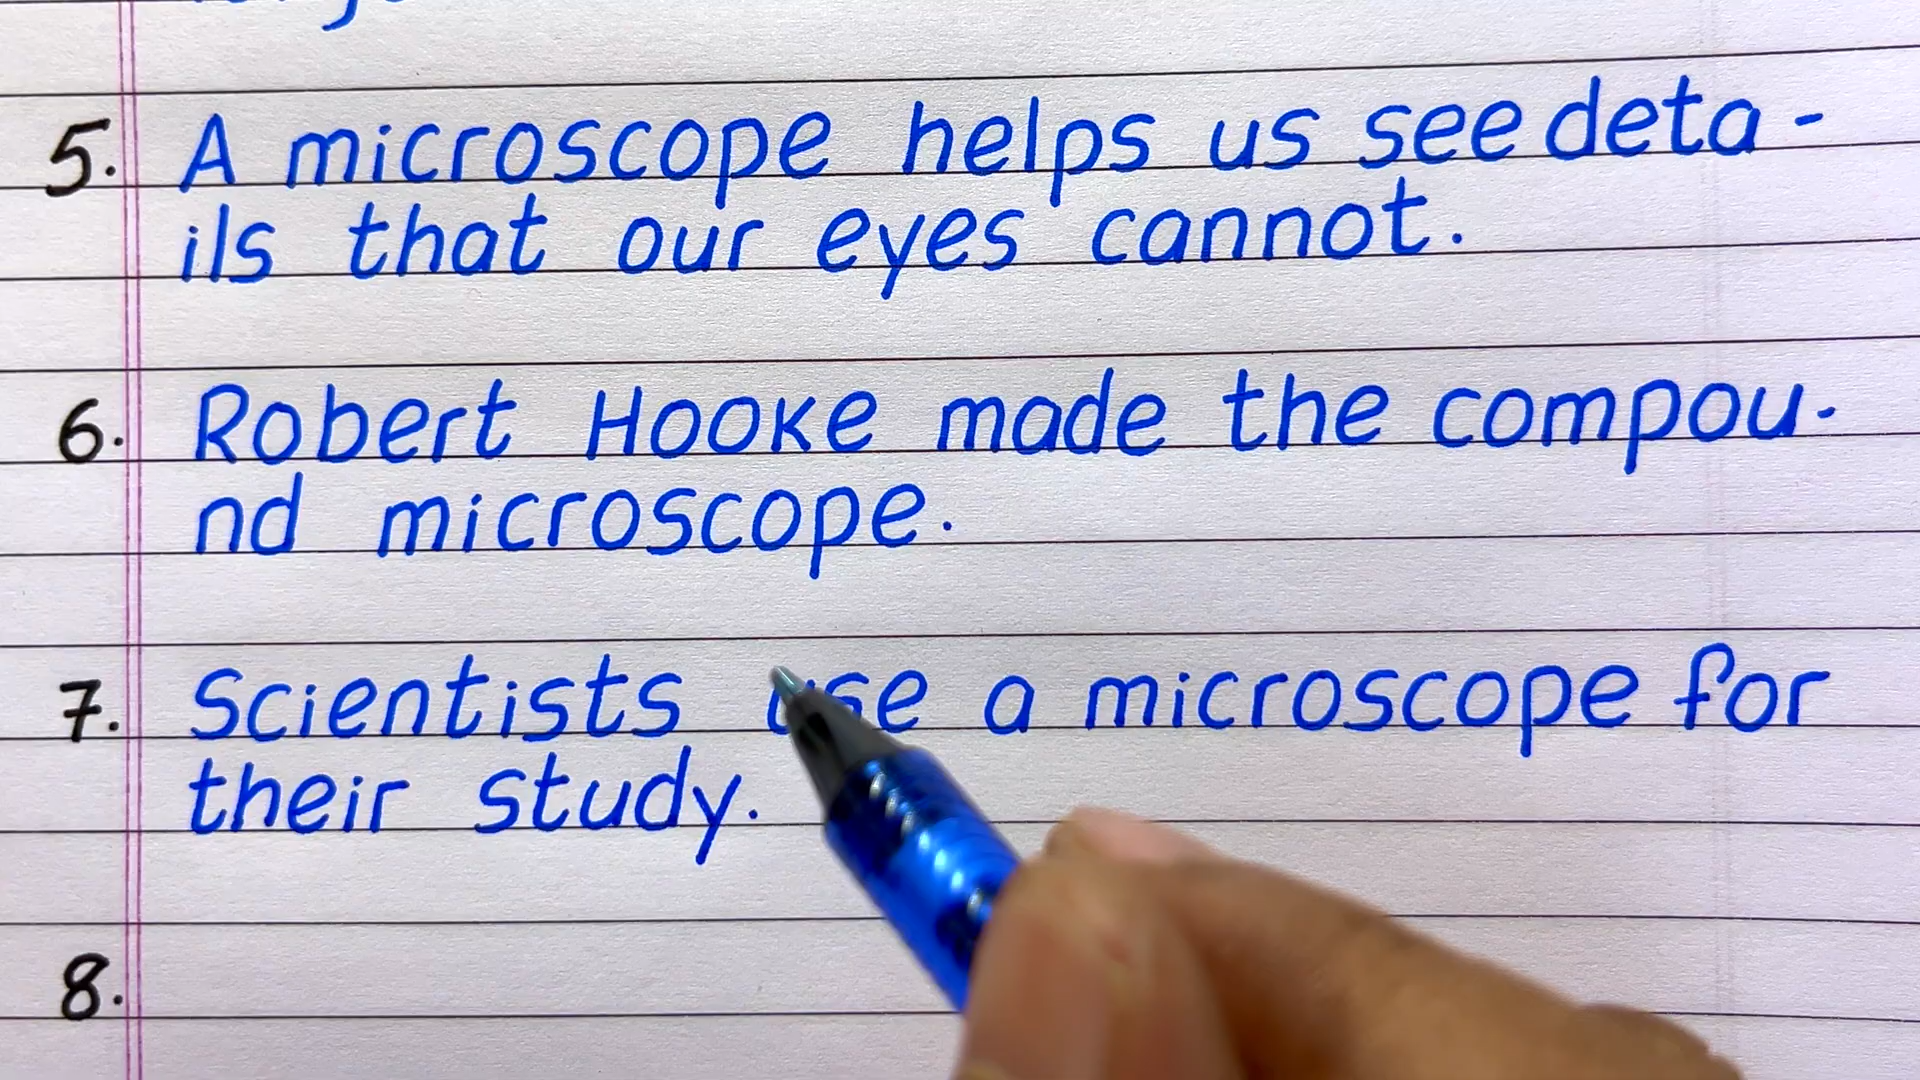 5. A microscope helps us see deta-
ils that our eyes cannot.
6. Robert Hooke made the compou-
nd microscope.
7. Scientists use a microscope for
their study.
8.